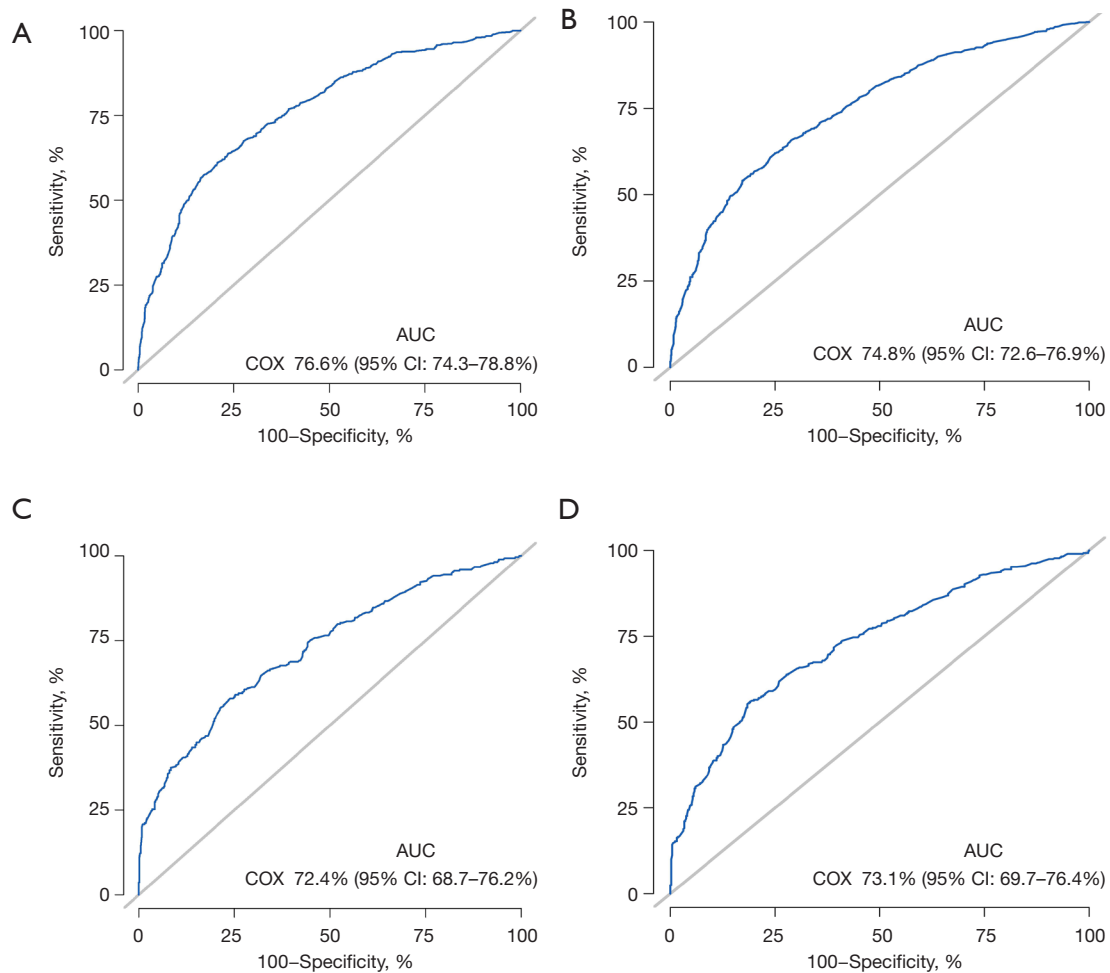 A
100
75
50
25
0
Sensitivity, %
AUC
COX 76.6% (95% CI: 74.3–78.8%)
0 25 50 75 100
100–Specificity, %
B
100
75
50
25
0
Sensitivity, %
AUC
COX 74.8% (95% CI: 72.6–76.9%)
0 25 50 75 100
100–Specificity, %
C
100
75
50
25
0
Sensitivity, %
AUC
COX 72.4% (95% CI: 68.7–76.2%)
0 25 50 75 100
100–Specificity, %
D
100
75
50
25
0
Sensitivity, %
AUC
COX 73.1% (95% CI: 69.7–76.4%)
0 25 50 75 100
100–Specificity, %